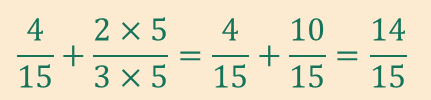 4/15 + 2 × 5/3 × 5 = 4/15 + 10/15 = 14/15